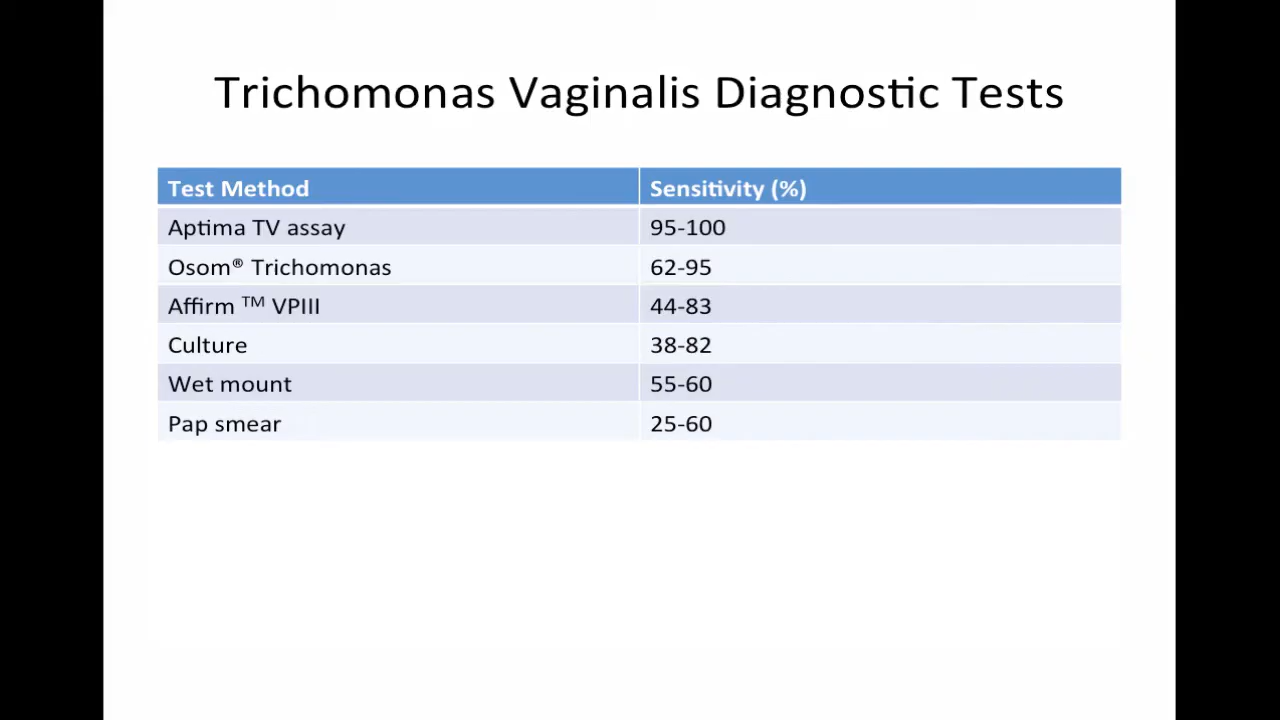 Trichomonas Vaginalis Diagnostic Tests
Test Method Sensitivity (%)
Aptima TV assay 95-100
Osom® Trichomonas 62-95
Affirm ™ VPIII 44-83
Culture 38-82
Wet mount 55-60
Pap smear 25-60